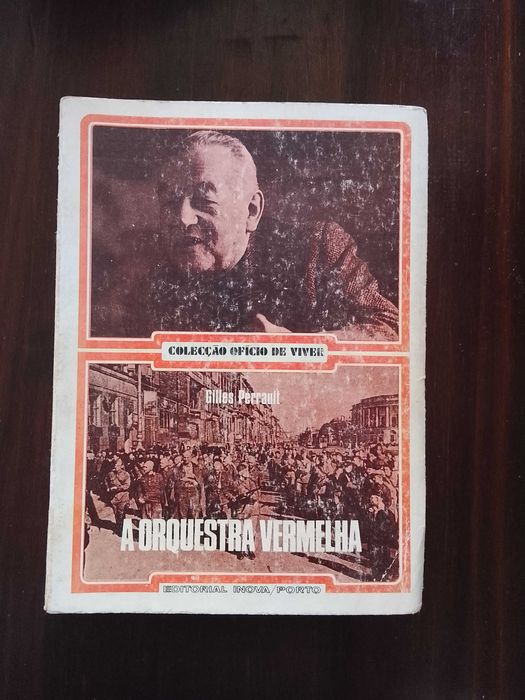 COLECÇÃO OFÍCIO DE VIVER
Gilles Perrault
A ORQUESTRA VERMELHA
EDITORIAL INOVA/PORTO